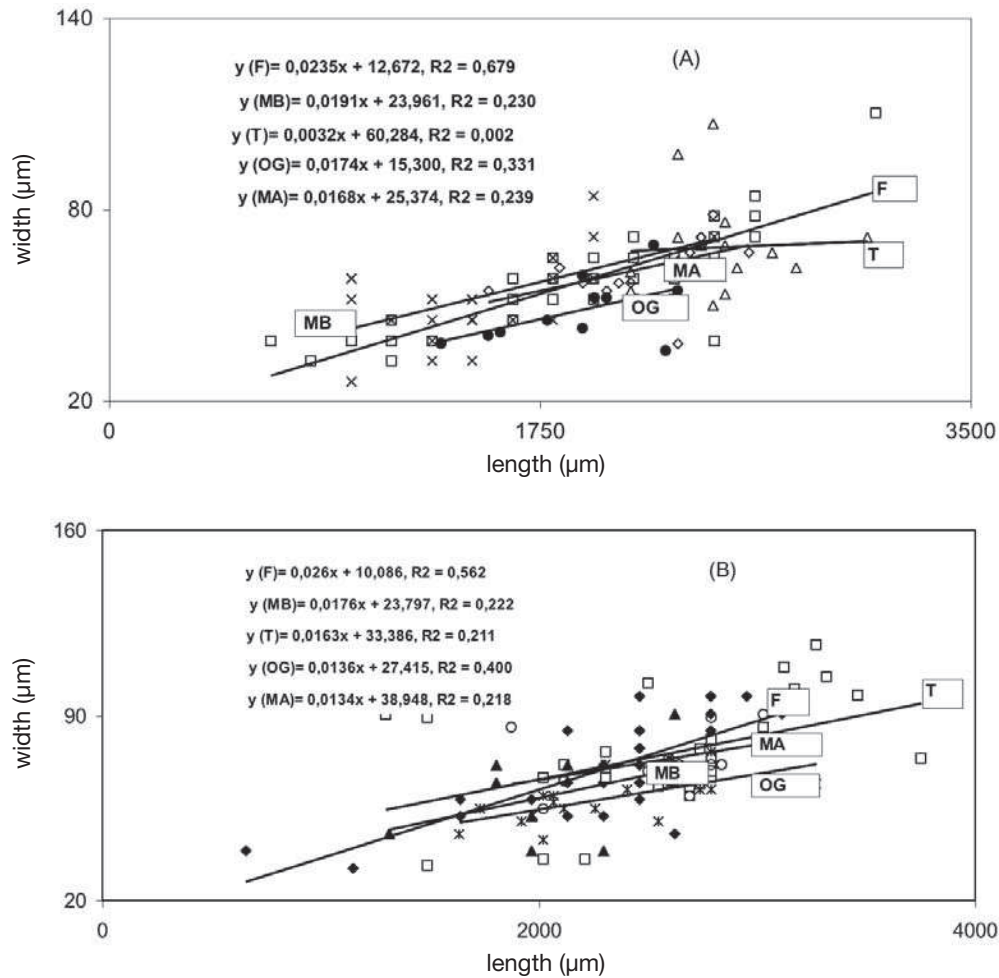 140
(A)
y (F)= 0,0235x + 12,672, R2 = 0,679
y (MB)= 0,0191x + 23,961, R2 = 0,230
y (T)= 0,0032x + 60,284, R2 = 0,002
y (OG)= 0,0174x + 15,300, R2 = 0,331
y (MA)= 0,0168x + 25,374, R2 = 0,239
width (µm)
80
F
T
MA
OG
MB
20
0
1750
3500
length (µm)
160
(B)
y (F)= 0,026x + 10,086, R2 = 0,562
y (MB)= 0,0176x + 23,797, R2 = 0,222
y (T)= 0,0163x + 33,386, R2 = 0,211
y (OG)= 0,0136x + 27,415, R2 = 0,400
y (MA)= 0,0134x + 38,948, R2 = 0,218
width (µm)
90
F
T
MA
MB
OG
20
0
2000
4000
length (µm)